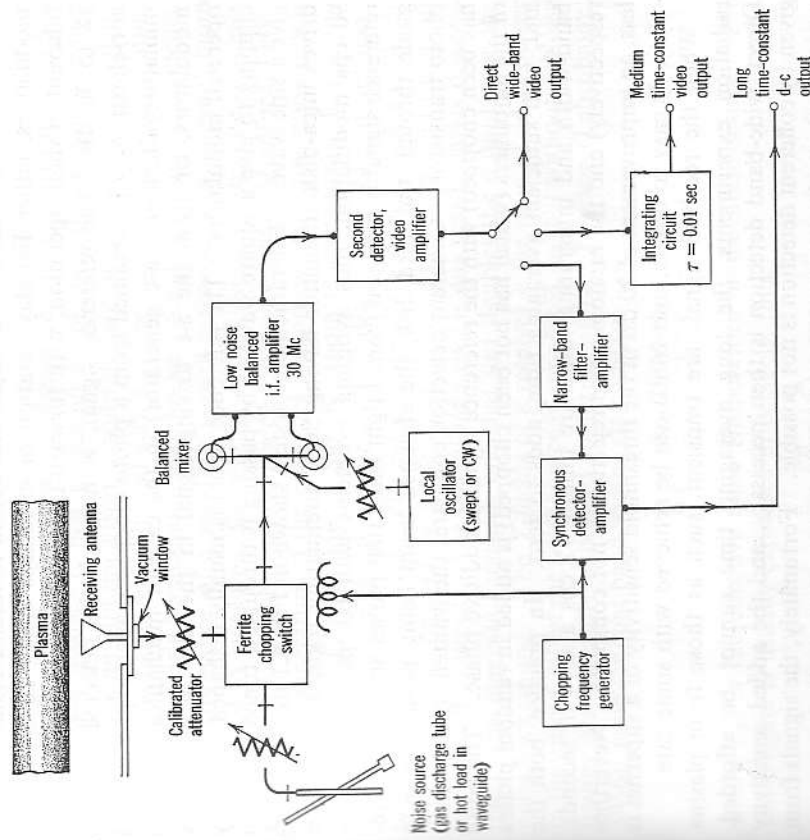 Plasma
Receiving antenna
Vacuum
window
Calibrated
attenuator
Ferrite
chopping
switch
Noise source
(gas discharge tube
or hot load in
waveguide)
Balanced
mixer
Low noise
balanced
i.f. amplifier
30 Mc
Local
oscillator
(swept or CW)
Second
detector,
video
amplifier
Direct
wide-band
video
output
Chopping
frequency
generator
Synchronous
detector–
amplifier
Narrow-band
filter–
amplifier
Integrating
circuit
τ = 0.01 sec
Medium
time-constant
video
output
Long
time-constant
d-c
output